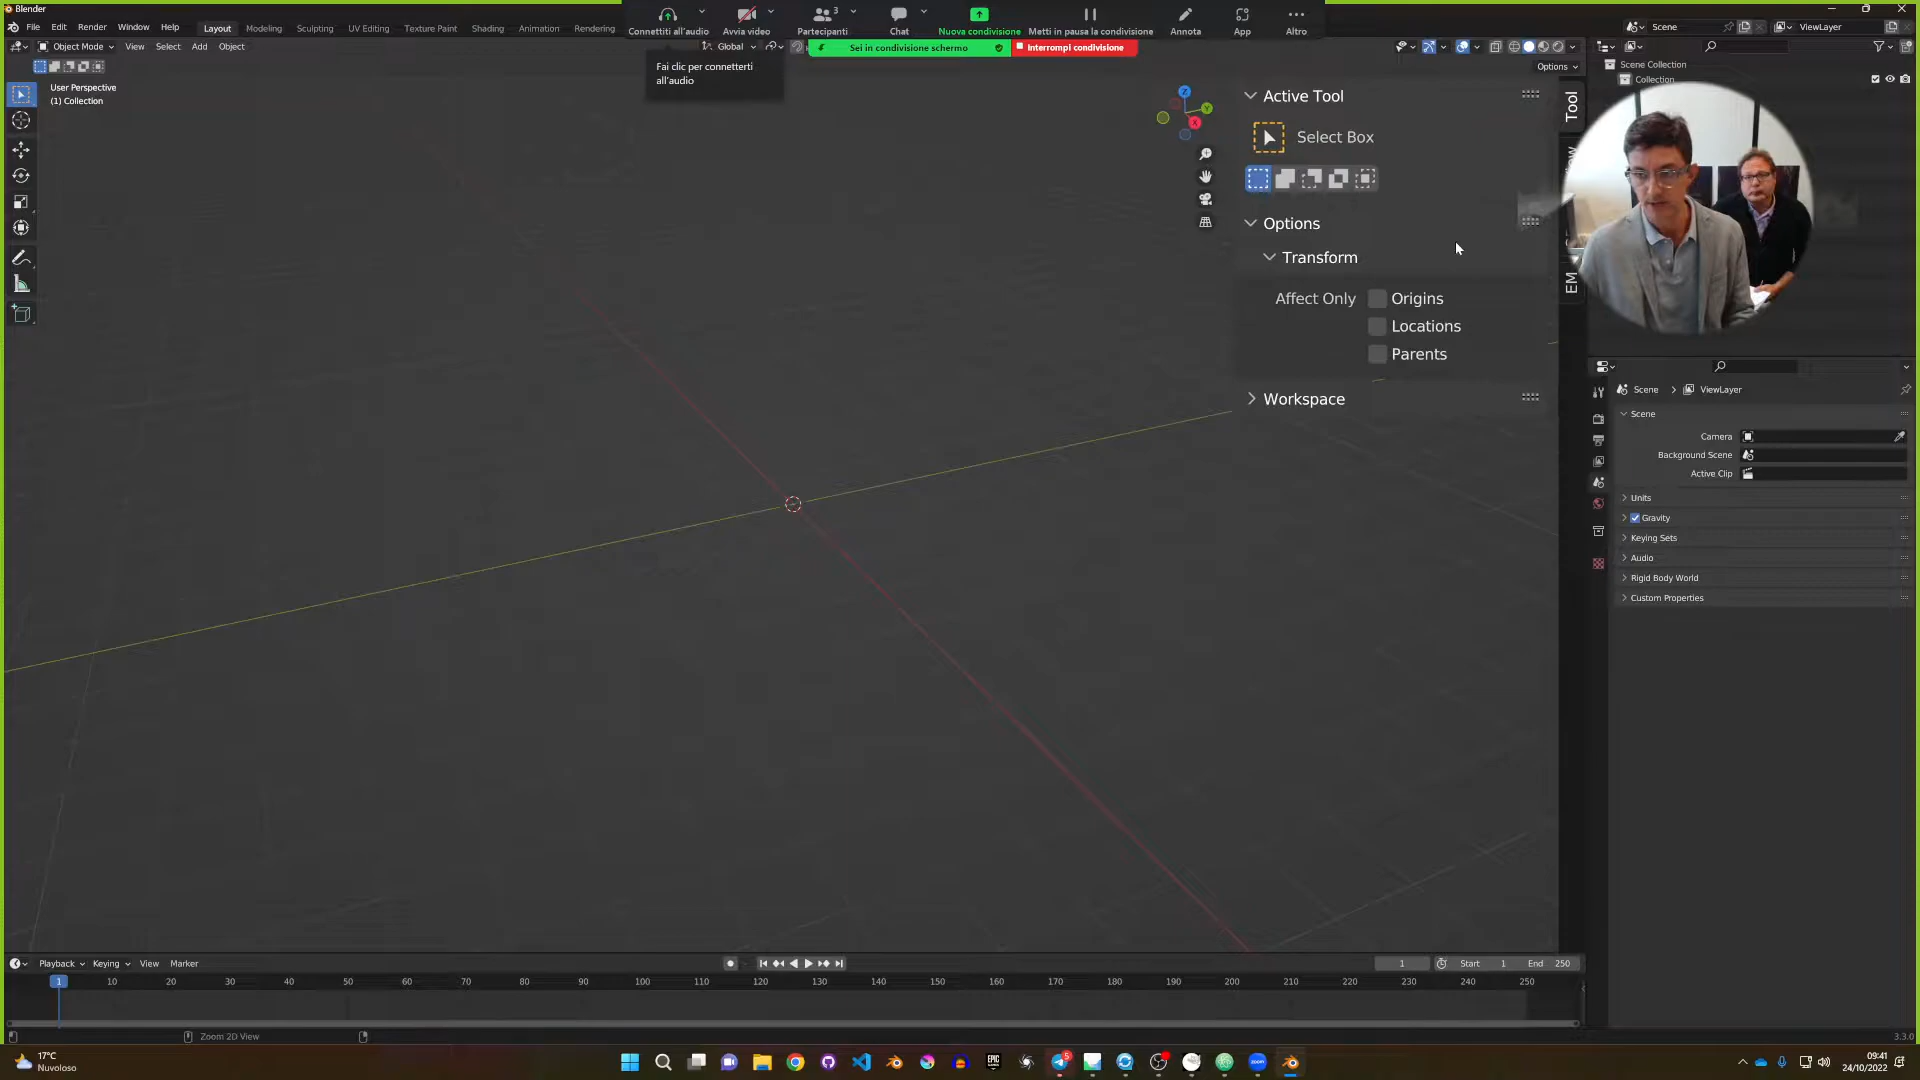 Blender
File Edit Render Window Help Layout Modeling Sculpting UV Editing Texture Paint Shading Animation Rendering
Connettiti all'audio Avvia video Partecipanti 3 Chat Nuova condivisione Metti in pausa la condivisione Annota App Altro
Scene ViewLayer
Object Mode View Select Add Object Global
Sei in condivisione schermo Interrompi condivisione
Fai clic per connetterti
all'audio
Options
User Perspective
(1) Collection
Z
Y
X
Active Tool
Select Box
Options
Transform
Affect Only Origins
Locations
Parents
Workspace
Tool
EM
Scene Collection
Collection
Scene ViewLayer
Scene
Camera
Background Scene
Active Clip
Units
Gravity
Keying Sets
Audio
Rigid Body World
Custom Properties
Playback Keying View Marker
1 Start 1 End 250
1 10 20 30 40 50 60 70 80 90 100 110 120 130 140 150 160 170 180 190 200 210 220 230 240 250
Zoom 2D View
3.3.0
17°C
Nuvoloso
EPIC
5
zoom
09:41
24/10/2022